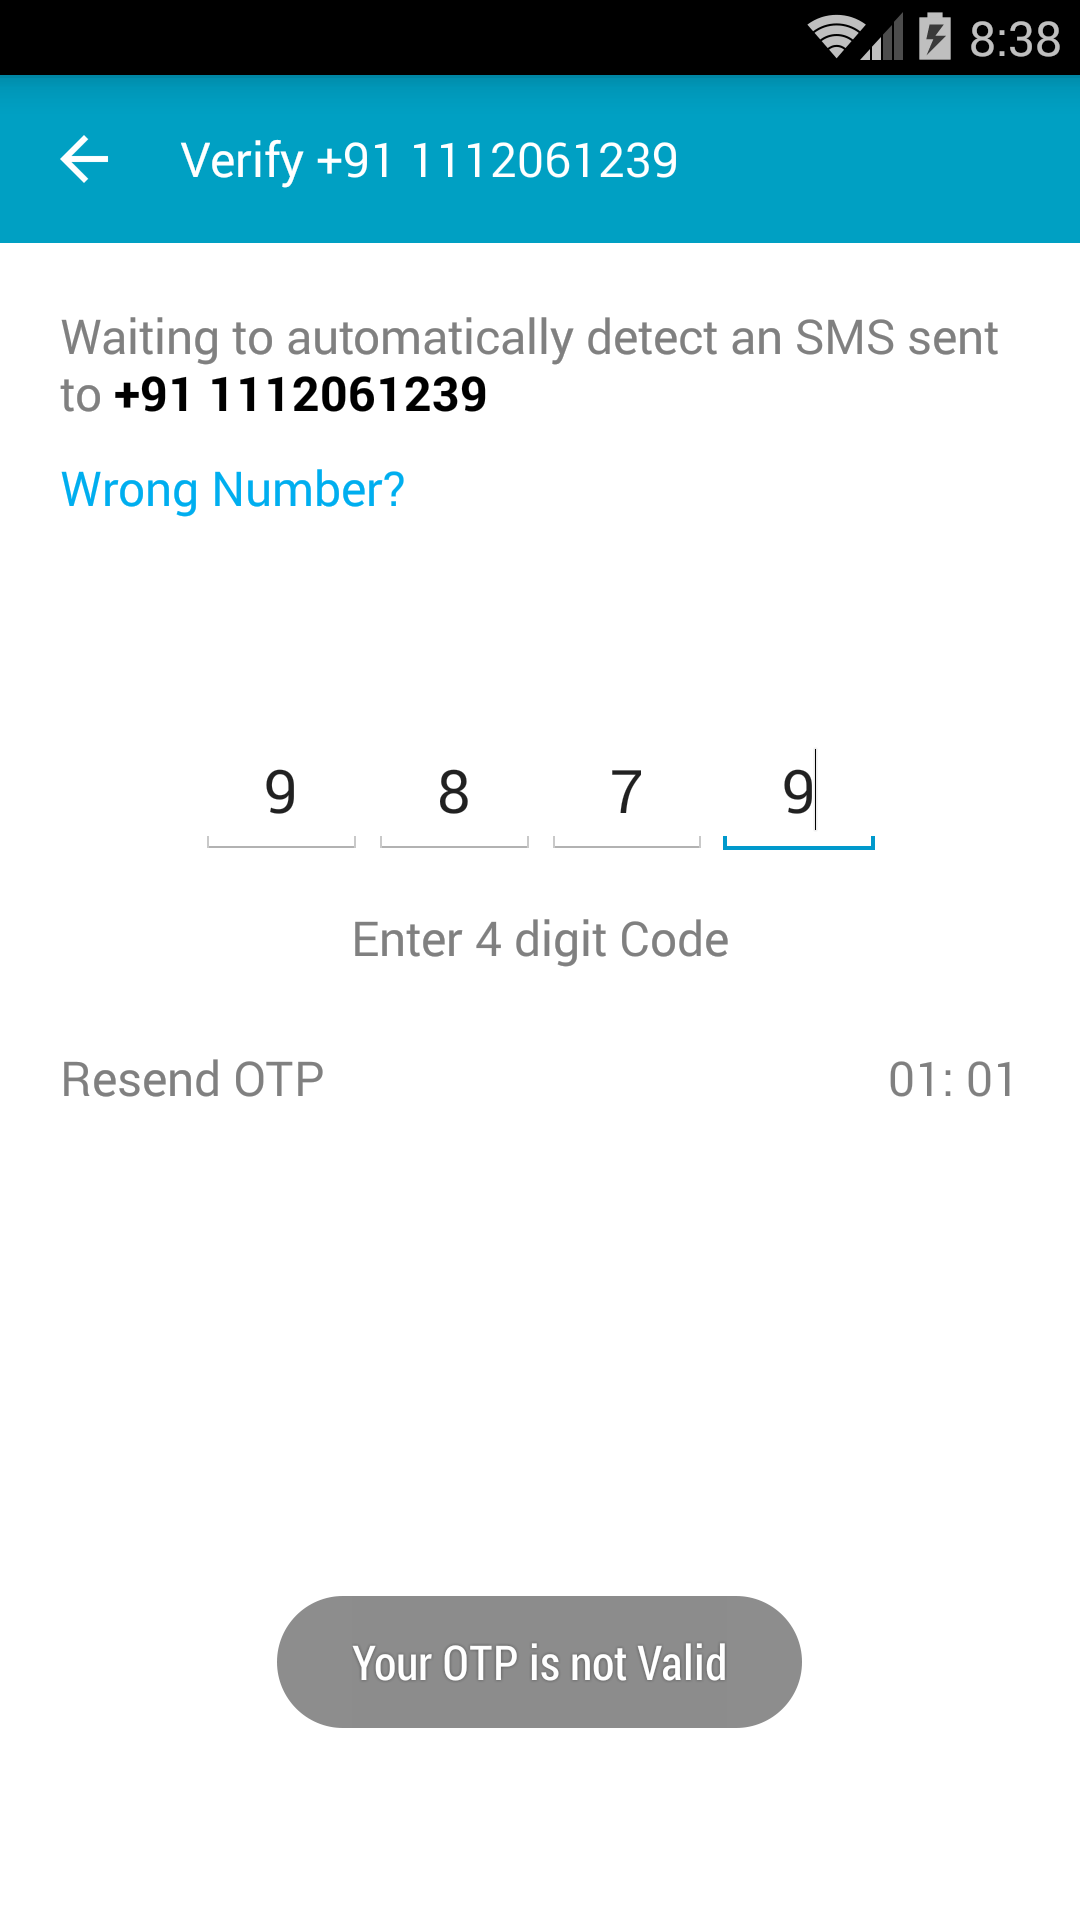 8:38
Verify +91 1112061239
Waiting to automatically detect an SMS sent
to +91 1112061239
Wrong Number?
9 8 7 9
Enter 4 digit Code
Resend OTP 01: 01
Your OTP is not Valid